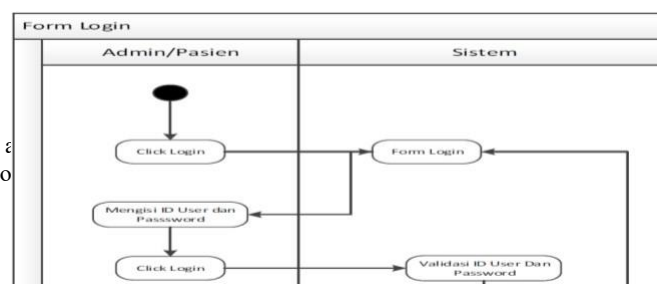 Form Login
Admin/Pasien
Sistem
Click Login
Form Login
Mengisi ID User dan
Passsword
Click Login
Validasi ID User Dan
Password